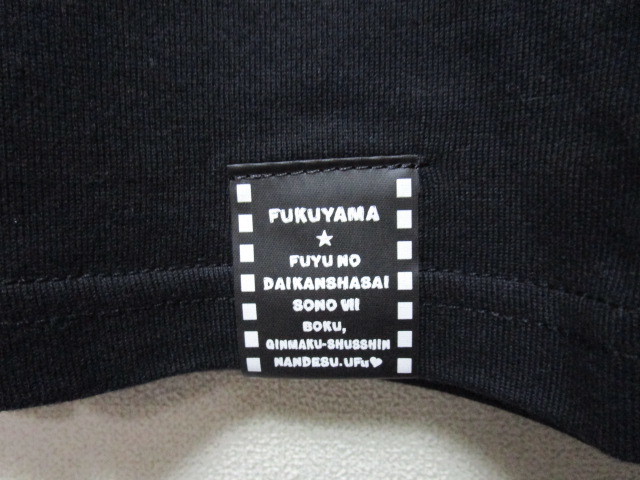 FUKUYAMA
★
FUYU NO
DAIKANSHASAI
SONO VII
BOKU,
GINMAKU-SHUSSHIN
NANDESU.UFu♥